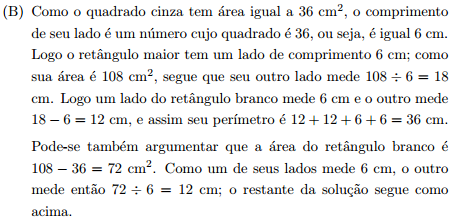 (B) Como o quadrado cinza tem área igual a 36 cm², o comprimento
de seu lado é um número cujo quadrado é 36, ou seja, é igual 6 cm.
Logo o retângulo maior tem um lado de comprimento 6 cm; como
sua área é 108 cm², segue que seu outro lado mede 108 ÷ 6 = 18
cm. Logo um lado do retângulo branco mede 6 cm e o outro mede
18 − 6 = 12 cm, e assim seu perímetro é 12 + 12 + 6 + 6 = 36 cm.
Pode-se também argumentar que a área do retângulo branco é
108 − 36 = 72 cm². Como um de seus lados mede 6 cm, o outro
mede então 72 ÷ 6 = 12 cm; o restante da solução segue como
acima.